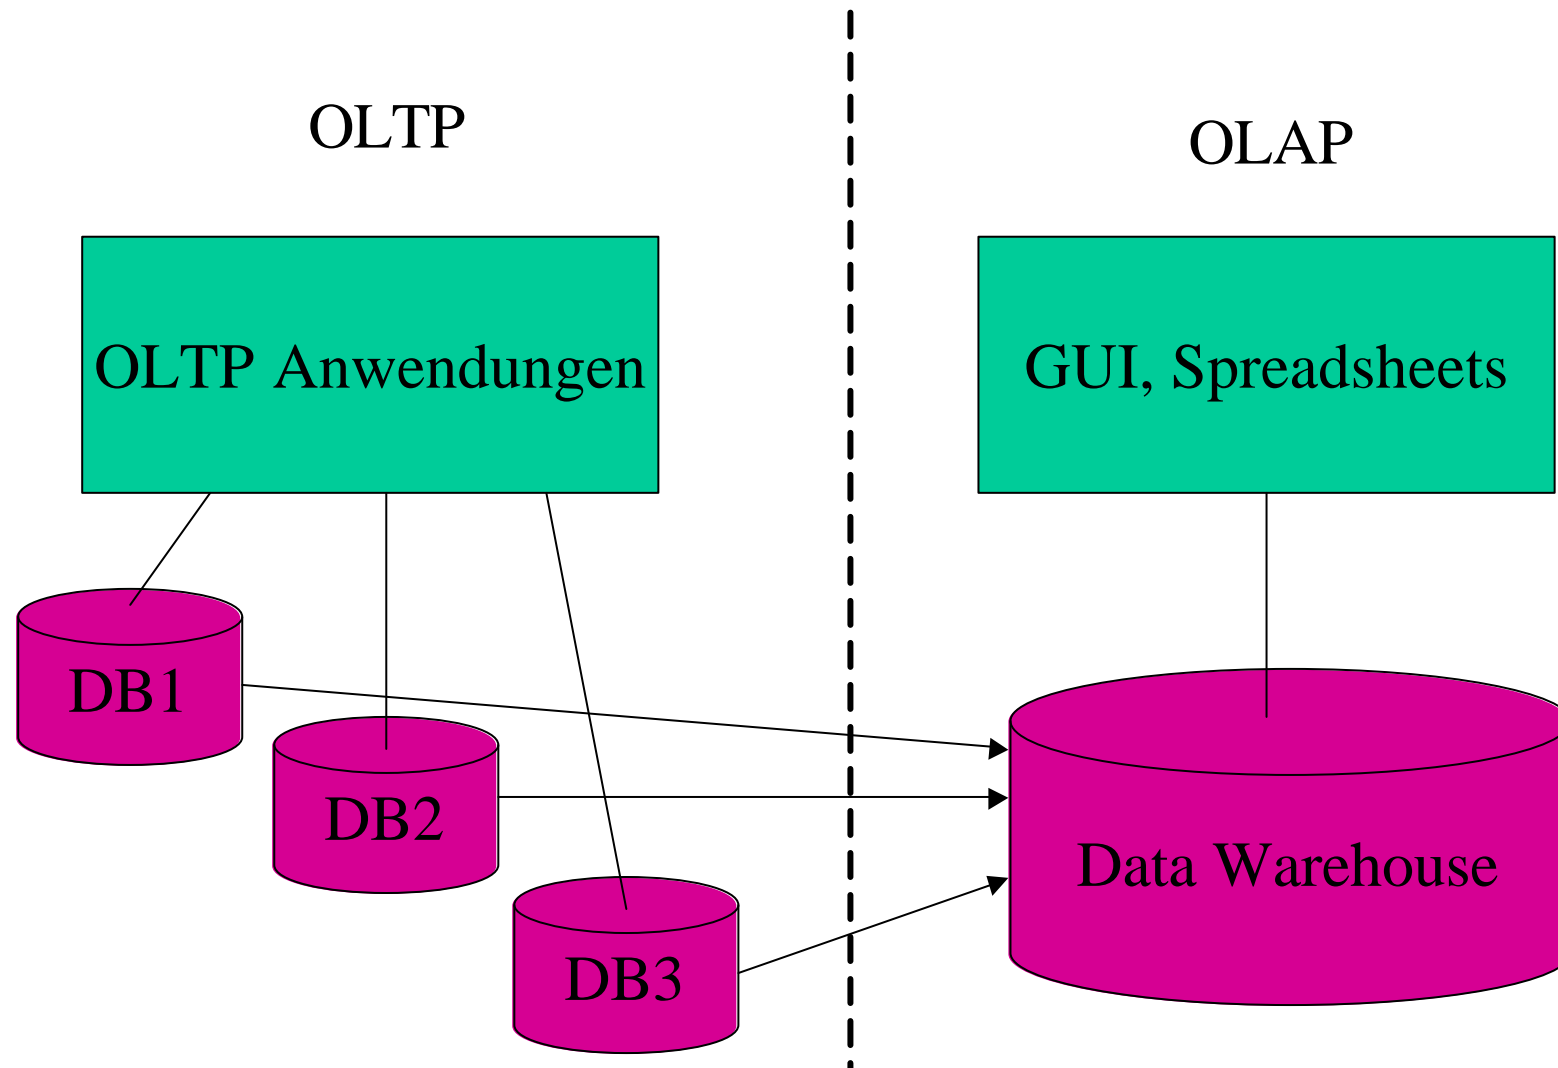 OLTP
OLAP
OLTP Anwendungen
GUI, Spreadsheets
DB1
DB2
Data Warehouse
DB3